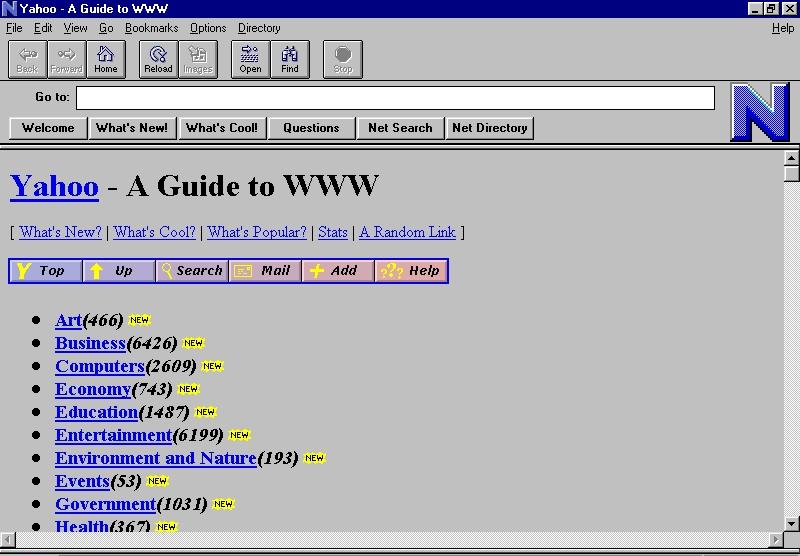 Yahoo - A Guide to WWW
File Edit View Go Bookmarks Options Directory Help
Back Forward Home Reload Images Open Find Stop
Go to:
Welcome What's New! What's Cool! Questions Net Search Net Directory
N
Yahoo - A Guide to WWW
[ What's New? | What's Cool? | What's Popular? | Stats | A Random Link ]
Y Top Up Search Mail Add ??? Help
Art(466) NEW
Business(6426) NEW
Computers(2609) NEW
Economy(743) NEW
Education(1487) NEW
Entertainment(6199) NEW
Environment and Nature(193) NEW
Events(53) NEW
Government(1031) NEW
Health(367) NEW